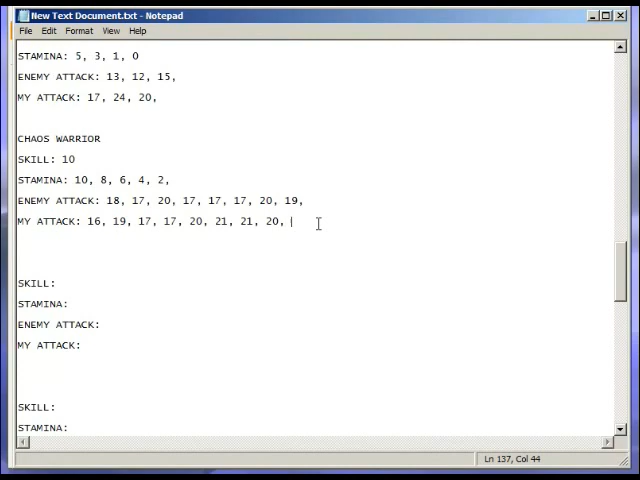 New Text Document.txt - Notepad
File Edit Format View Help
STAMINA: 5, 3, 1, 0
ENEMY ATTACK: 13, 12, 15,
MY ATTACK: 17, 24, 20,
CHAOS WARRIOR
SKILL: 10
STAMINA: 10, 8, 6, 4, 2,
ENEMY ATTACK: 18, 17, 20, 17, 17, 17, 20, 19,
MY ATTACK: 16, 19, 17, 17, 20, 21, 21, 20,
SKILL:
STAMINA:
ENEMY ATTACK:
MY ATTACK:
SKILL:
STAMINA:
Ln 137, Col 44